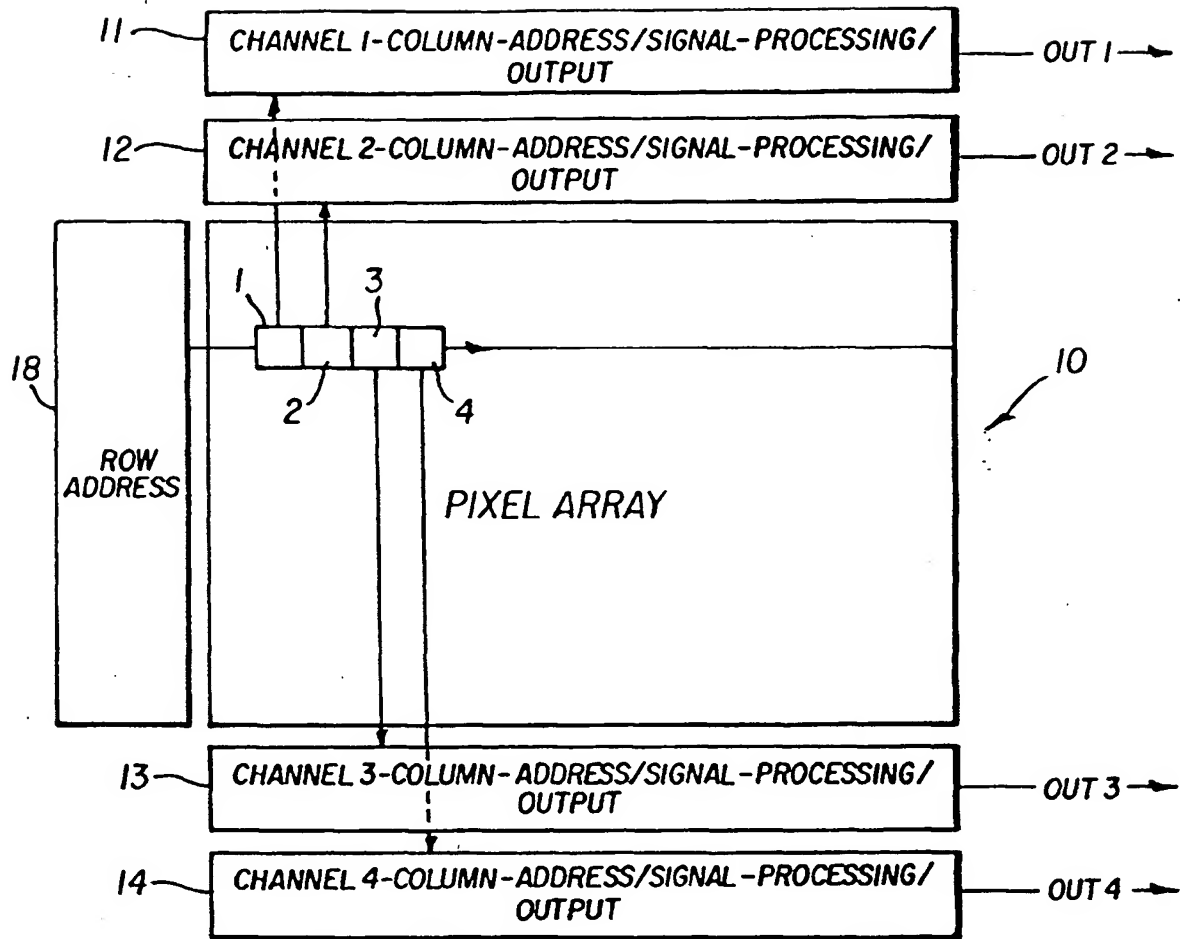 11
CHANNEL 1-COLUMN-ADDRESS/SIGNAL-PROCESSING/
OUTPUT
OUT 1
12
CHANNEL 2-COLUMN-ADDRESS/SIGNAL-PROCESSING/
OUTPUT
OUT 2
1
3
18
2
4
10
ROW
ADDRESS
PIXEL ARRAY
13
CHANNEL 3-COLUMN-ADDRESS/SIGNAL-PROCESSING/
OUTPUT
OUT 3
14
CHANNEL 4-COLUMN-ADDRESS/SIGNAL-PROCESSING/
OUTPUT
OUT 4